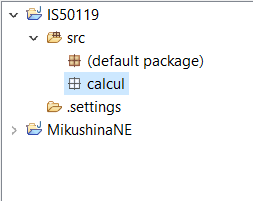 IS50119
src
(default package)
calcul
.settings
MikushinaNE